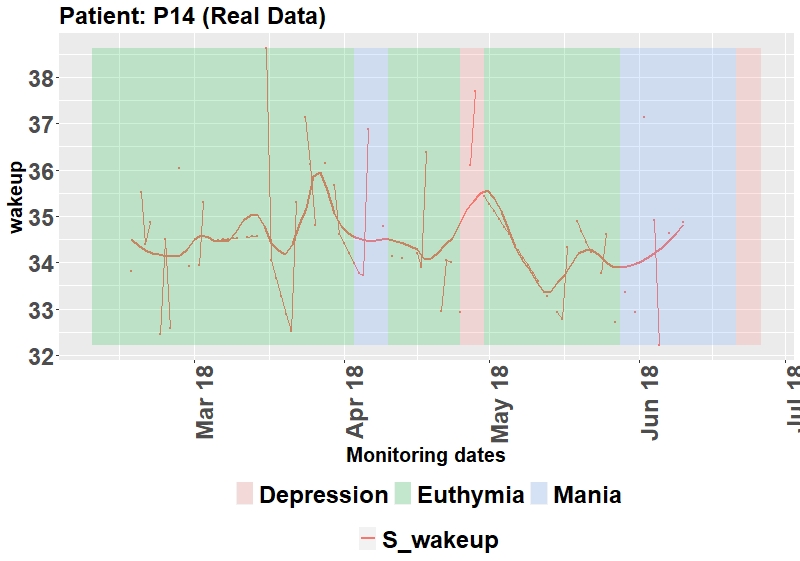 Patient: P14 (Real Data)
wakeup
38
37
36
35
34
33
32
Mar 18
Apr 18
May 18
Jun 18
Jul 18
Monitoring dates
Depression Euthymia Mania
S_wakeup